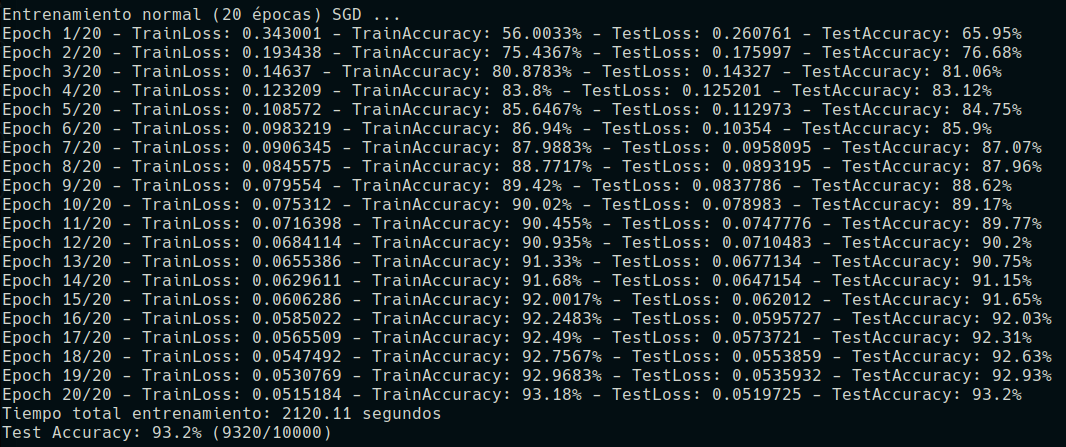 Entrenamiento normal (20 épocas) SGD ...
Epoch 1/20 - TrainLoss: 0.343001 - TrainAccuracy: 56.0033% - TestLoss: 0.260761 - TestAccuracy: 65.95%
Epoch 2/20 - TrainLoss: 0.193438 - TrainAccuracy: 75.4367% - TestLoss: 0.175997 - TestAccuracy: 76.68%
Epoch 3/20 - TrainLoss: 0.14637 - TrainAccuracy: 80.8783% - TestLoss: 0.14327 - TestAccuracy: 81.06%
Epoch 4/20 - TrainLoss: 0.123209 - TrainAccuracy: 83.8% - TestLoss: 0.125201 - TestAccuracy: 83.12%
Epoch 5/20 - TrainLoss: 0.108572 - TrainAccuracy: 85.6467% - TestLoss: 0.112973 - TestAccuracy: 84.75%
Epoch 6/20 - TrainLoss: 0.0983219 - TrainAccuracy: 86.94% - TestLoss: 0.10354 - TestAccuracy: 85.9%
Epoch 7/20 - TrainLoss: 0.0906345 - TrainAccuracy: 87.9883% - TestLoss: 0.0958095 - TestAccuracy: 87.07%
Epoch 8/20 - TrainLoss: 0.0845575 - TrainAccuracy: 88.7717% - TestLoss: 0.0893195 - TestAccuracy: 87.96%
Epoch 9/20 - TrainLoss: 0.079554 - TrainAccuracy: 89.42% - TestLoss: 0.0837786 - TestAccuracy: 88.62%
Epoch 10/20 - TrainLoss: 0.075312 - TrainAccuracy: 90.02% - TestLoss: 0.078983 - TestAccuracy: 89.17%
Epoch 11/20 - TrainLoss: 0.0716398 - TrainAccuracy: 90.455% - TestLoss: 0.0747776 - TestAccuracy: 89.77%
Epoch 12/20 - TrainLoss: 0.0684114 - TrainAccuracy: 90.935% - TestLoss: 0.0710483 - TestAccuracy: 90.2%
Epoch 13/20 - TrainLoss: 0.0655386 - TrainAccuracy: 91.33% - TestLoss: 0.0677134 - TestAccuracy: 90.75%
Epoch 14/20 - TrainLoss: 0.0629611 - TrainAccuracy: 91.68% - TestLoss: 0.0647154 - TestAccuracy: 91.15%
Epoch 15/20 - TrainLoss: 0.0606286 - TrainAccuracy: 92.0017% - TestLoss: 0.062012 - TestAccuracy: 91.65%
Epoch 16/20 - TrainLoss: 0.0585022 - TrainAccuracy: 92.2483% - TestLoss: 0.0595727 - TestAccuracy: 92.03%
Epoch 17/20 - TrainLoss: 0.0565509 - TrainAccuracy: 92.49% - TestLoss: 0.0573721 - TestAccuracy: 92.31%
Epoch 18/20 - TrainLoss: 0.0547492 - TrainAccuracy: 92.7567% - TestLoss: 0.0553859 - TestAccuracy: 92.63%
Epoch 19/20 - TrainLoss: 0.0530769 - TrainAccuracy: 92.9683% - TestLoss: 0.0535932 - TestAccuracy: 92.93%
Epoch 20/20 - TrainLoss: 0.0515184 - TrainAccuracy: 93.18% - TestLoss: 0.0519725 - TestAccuracy: 93.2%
Tiempo total entrenamiento: 2120.11 segundos
Test Accuracy: 93.2% (9320/10000)